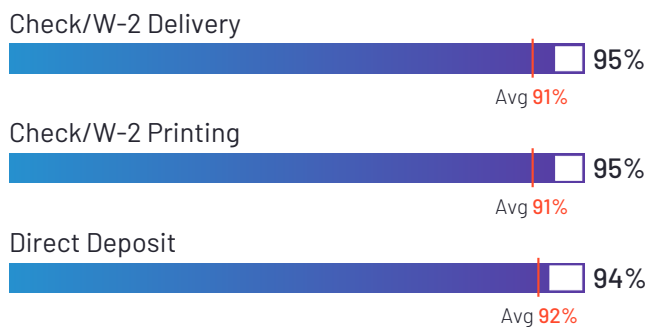 Check/W-2 Delivery
95%
Avg 91%
Check/W-2 Printing
95%
Avg 91%
Direct Deposit
94%
Avg 92%